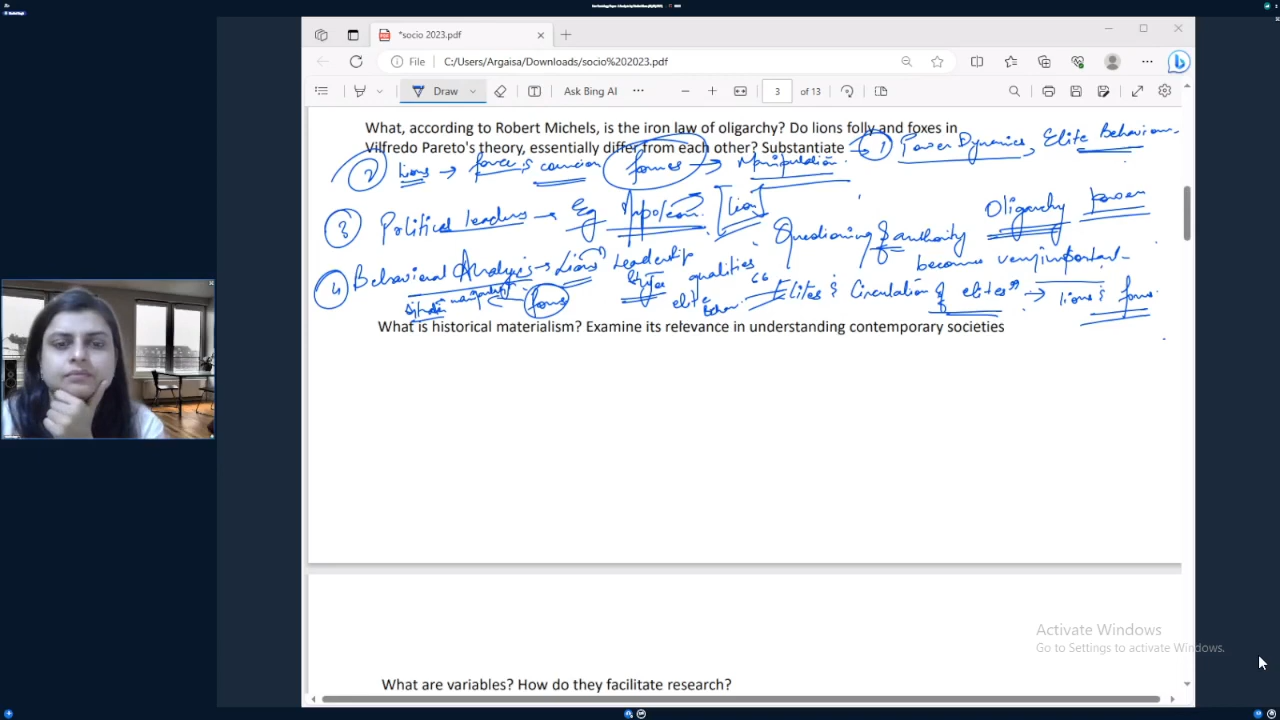 *socio 2023.pdf
File C:/Users/Argaisa/Downloads/socio%202023.pdf
Draw Ask Bing AI 3 of 13
What, according to Robert Michels, is the iron law of oligarchy? Do lions folly and foxes in
Vilfredo Pareto's theory, essentially differ from each other? Substantiate → 1 Power Dynamics, Elite Behaviour
2 Lions → force & coercion foxes → Manipulation.
3 Political leaders → Eg Napoleon [Lion]
Oligarchy power
Questioning of authority
becomes very important
4 Behavioral Analysis → Lions Leadership
qualities
foxes
elite
"Elites & Circulation of elites" → lions & foxes.
What is historical materialism? Examine its relevance in understanding contemporary societies
Activate Windows
Go to Settings to activate Windows.
What are variables? How do they facilitate research?